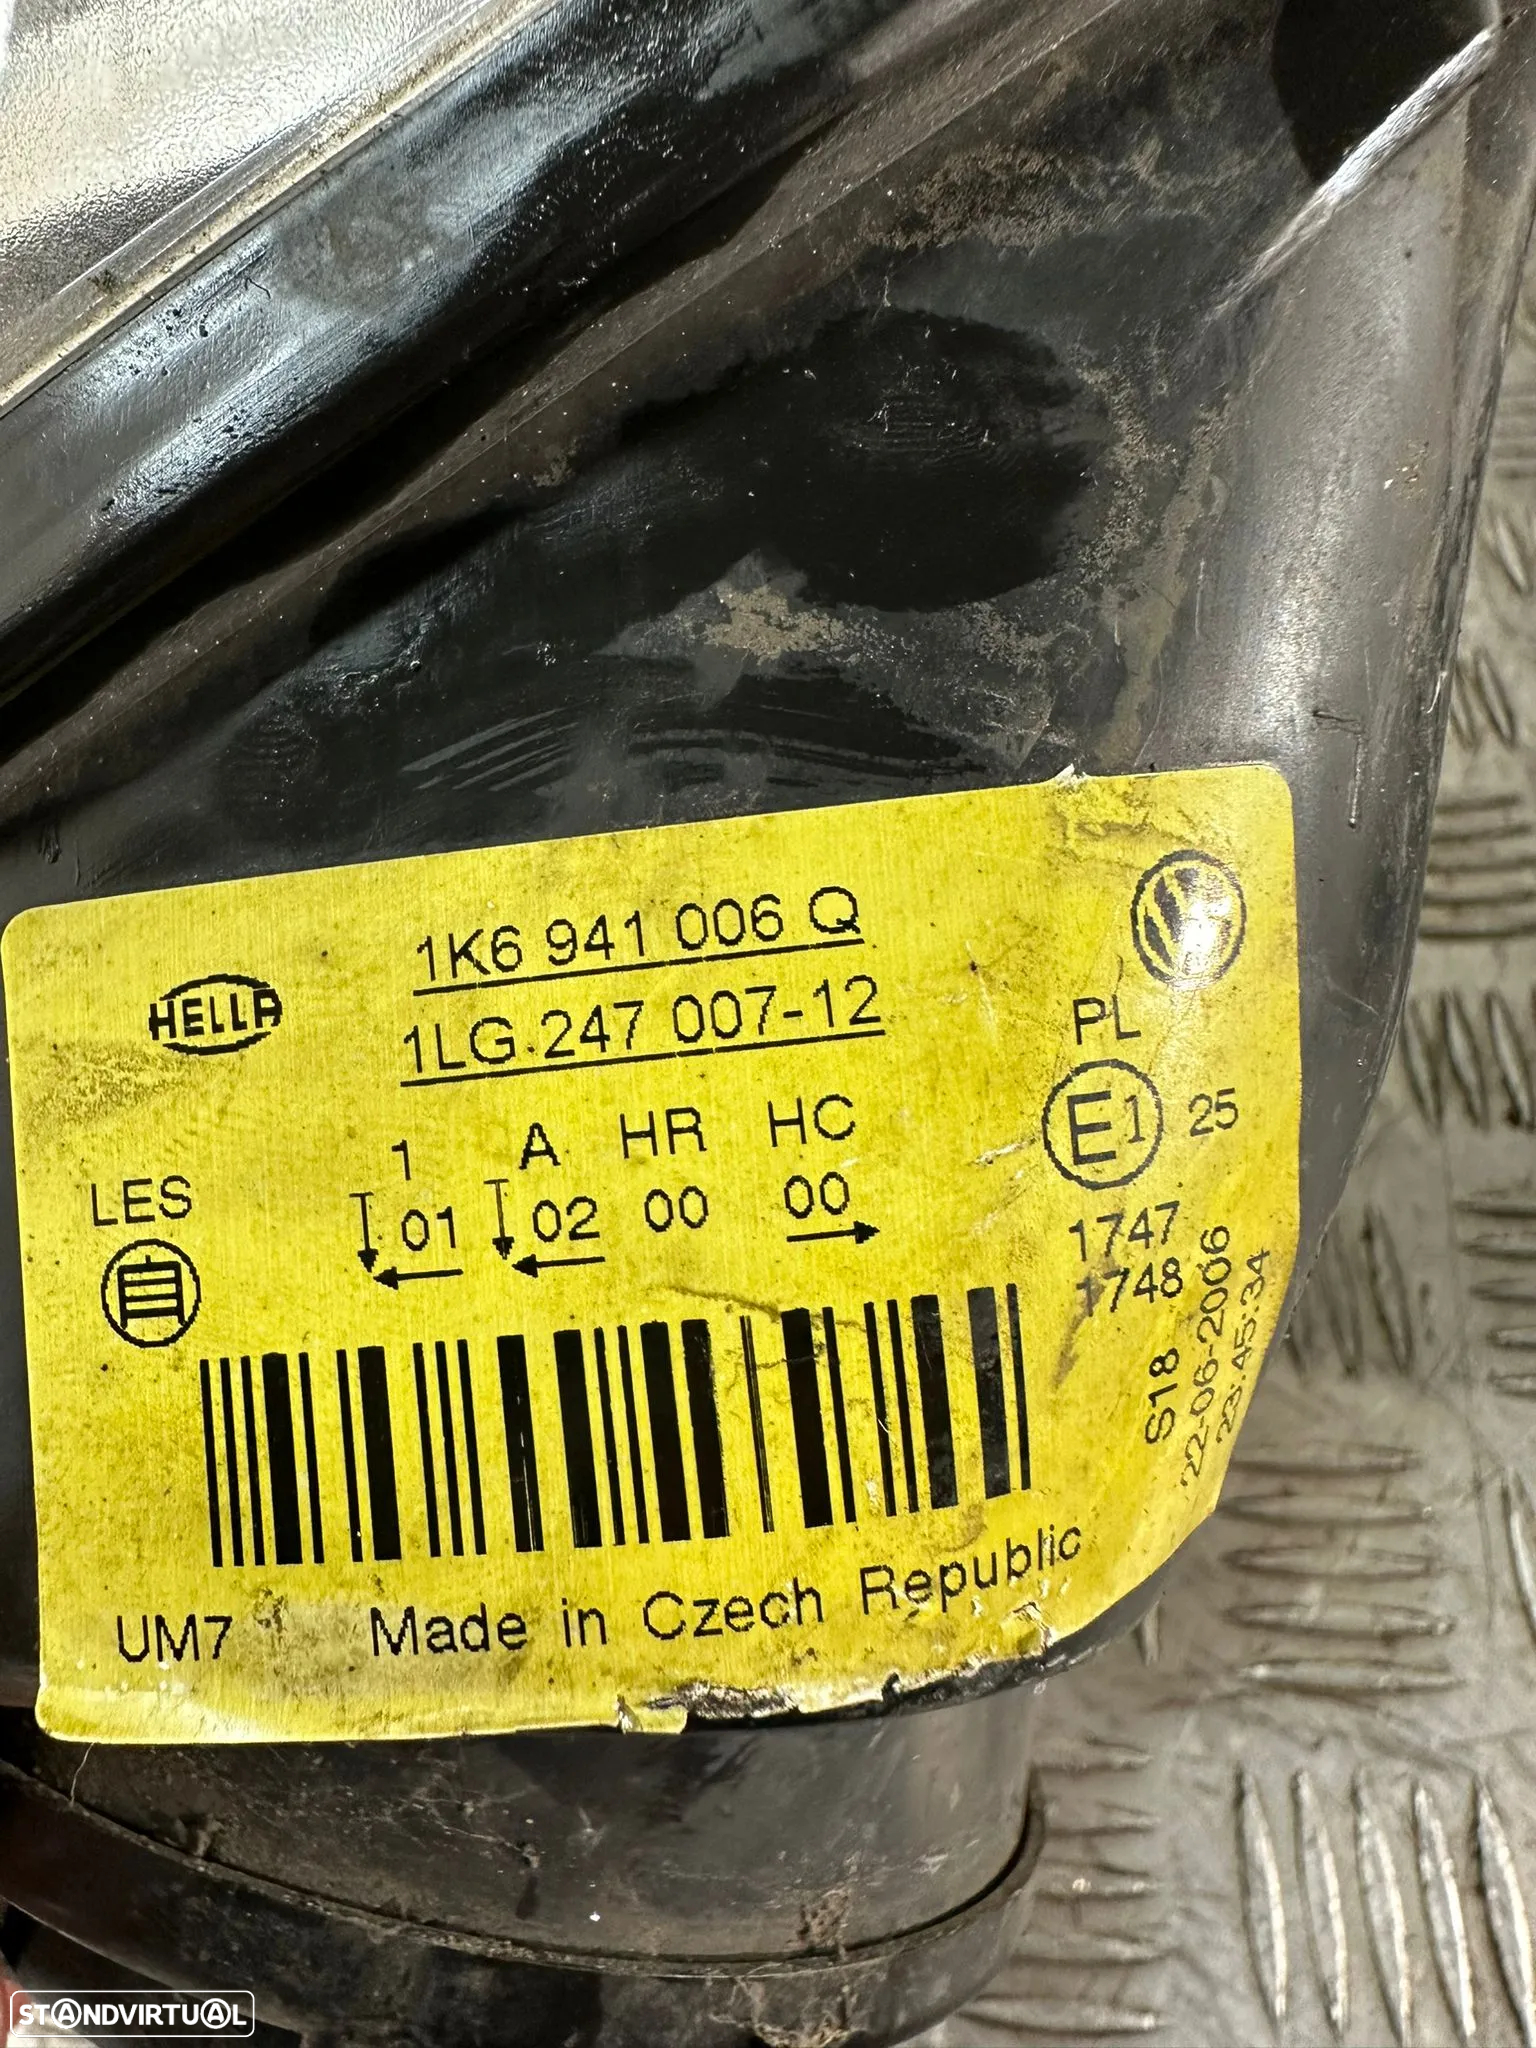 1K6 941 006 Q
HELLA
1LG 247 007-12
PL
1 A HR HC
E1 25
LES
01 02 00 00
自
1747
1748
S18
22-06-2006
23:45:34
UM7 Made in Czech Republic
STANDVIRTUAL